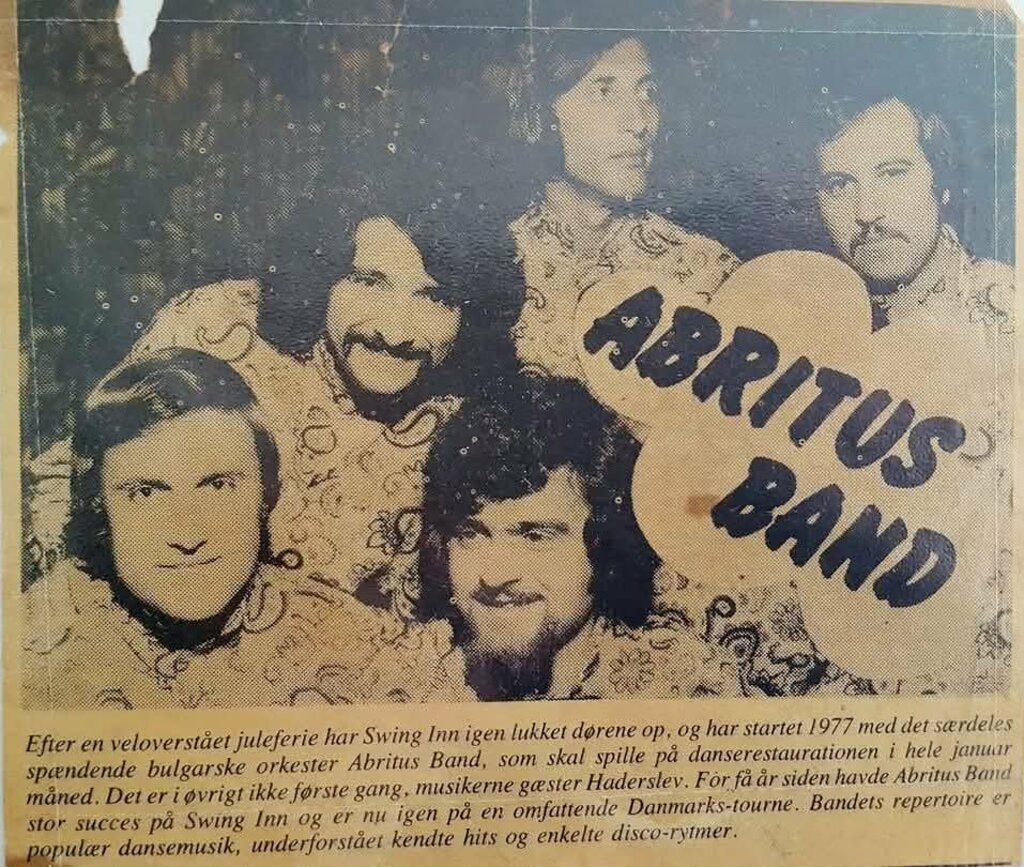 ABRITUS
BAND
Efter en veloverstået juleferie har Swing Inn igen lukket dørene op, og har startet 1977 med det særdeles
spændende bulgarske orkester Abritus Band, som skal spille på danserestaurationen i hele januar
måned. Det er i øvrigt ikke første gang, musikerne gæster Haderslev. For få år siden havde Abritus Band
stor succes på Swing Inn og er nu igen på en omfattende Danmarks-tourne. Bandets repertoire er
populær dansemusik, underforstået kendte hits og enkelte disco-rytmer.